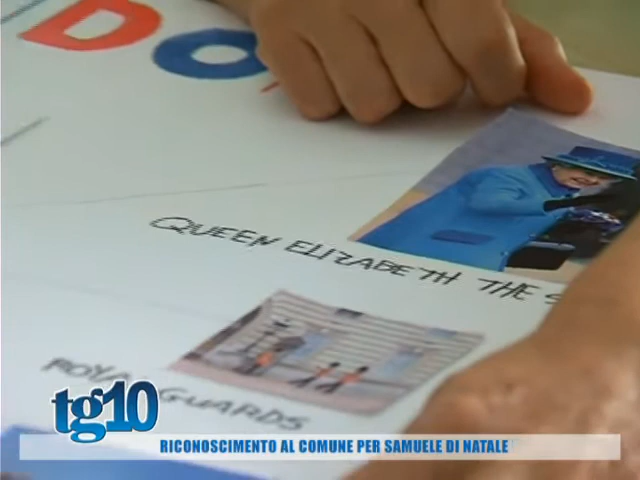 DO
QUEEN ELIZABETH THE S
ROYAL GUARDS
tg10
RICONOSCIMENTO AL COMUNE PER SAMUELE DI NATALE